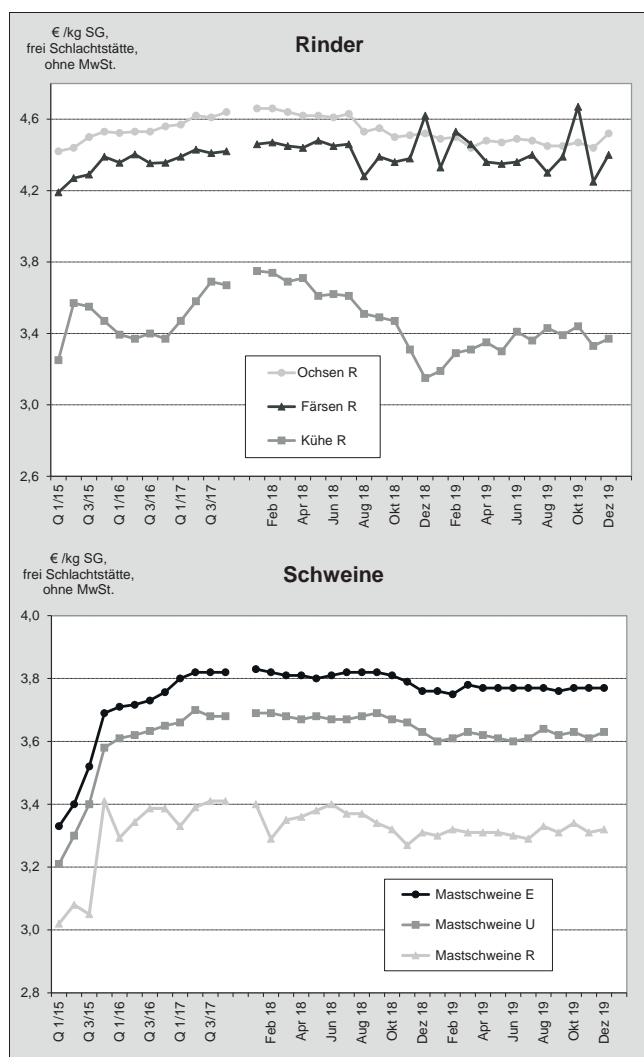 € /kg SG,
frei Schlachtstätte,
ohne MwSt.
Rinder
4,6
4,2
3,8
3,4
3,0
2,6
Ochsen R
Färsen R
Kühe R
Q 1/15
Q 3/15
Q 1/16
Q 3/16
Q 1/17
Q 3/17
Feb 18
Apr 18
Jun 18
Aug 18
Okt 18
Dez 18
Feb 19
Apr 19
Jun 19
Aug 19
Okt 19
Dez 19
€ /kg SG,
frei Schlachtstätte,
ohne MwSt.
Schweine
4,0
3,8
3,6
3,4
3,2
3,0
2,8
Mastschweine E
Mastschweine U
Mastschweine R
Q 1/15
Q 3/15
Q 1/16
Q 3/16
Q 1/17
Q 3/17
Feb 18
Apr 18
Jun 18
Aug 18
Okt 18
Dez 18
Feb 19
Apr 19
Jun 19
Aug 19
Okt 19
Dez 19